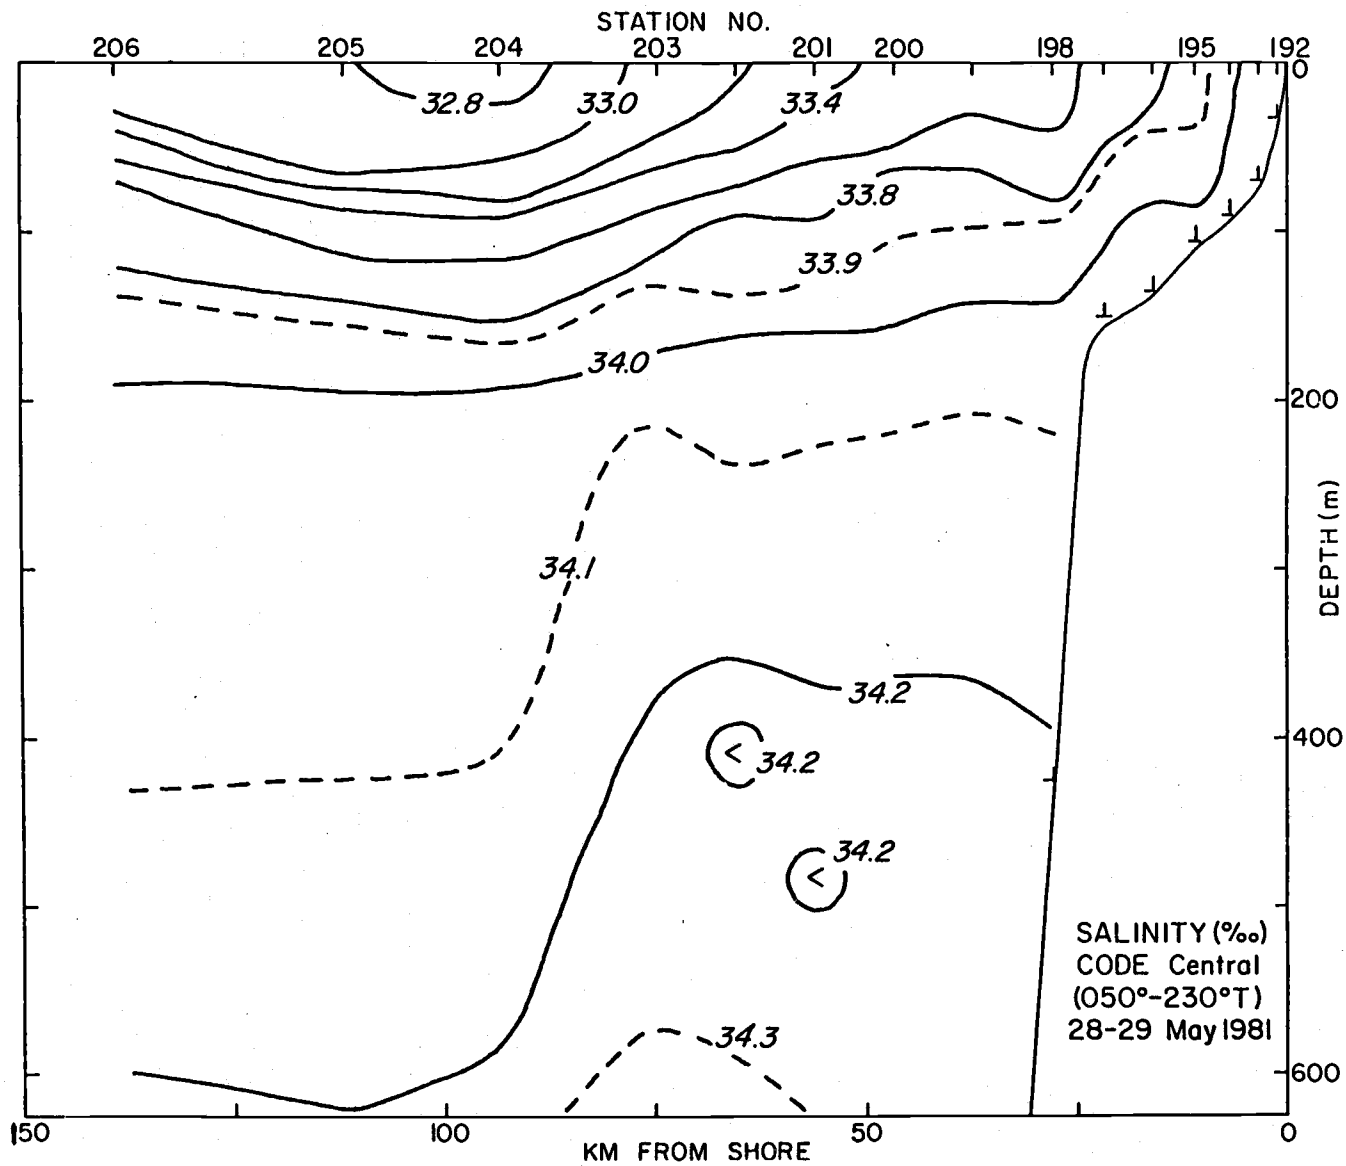 STATION NO.
206 205 204 203 201 200 198 195 192
0
32.8 33.0 33.4
33.8
33.9
34.0
200
DEPTH (m)
34.1
34.2
400
34.2
34.2
SALINITY (‰)
CODE Central
(050°-230°T)
28-29 May 1981
34.3
600
150 100 50 0
KM FROM SHORE